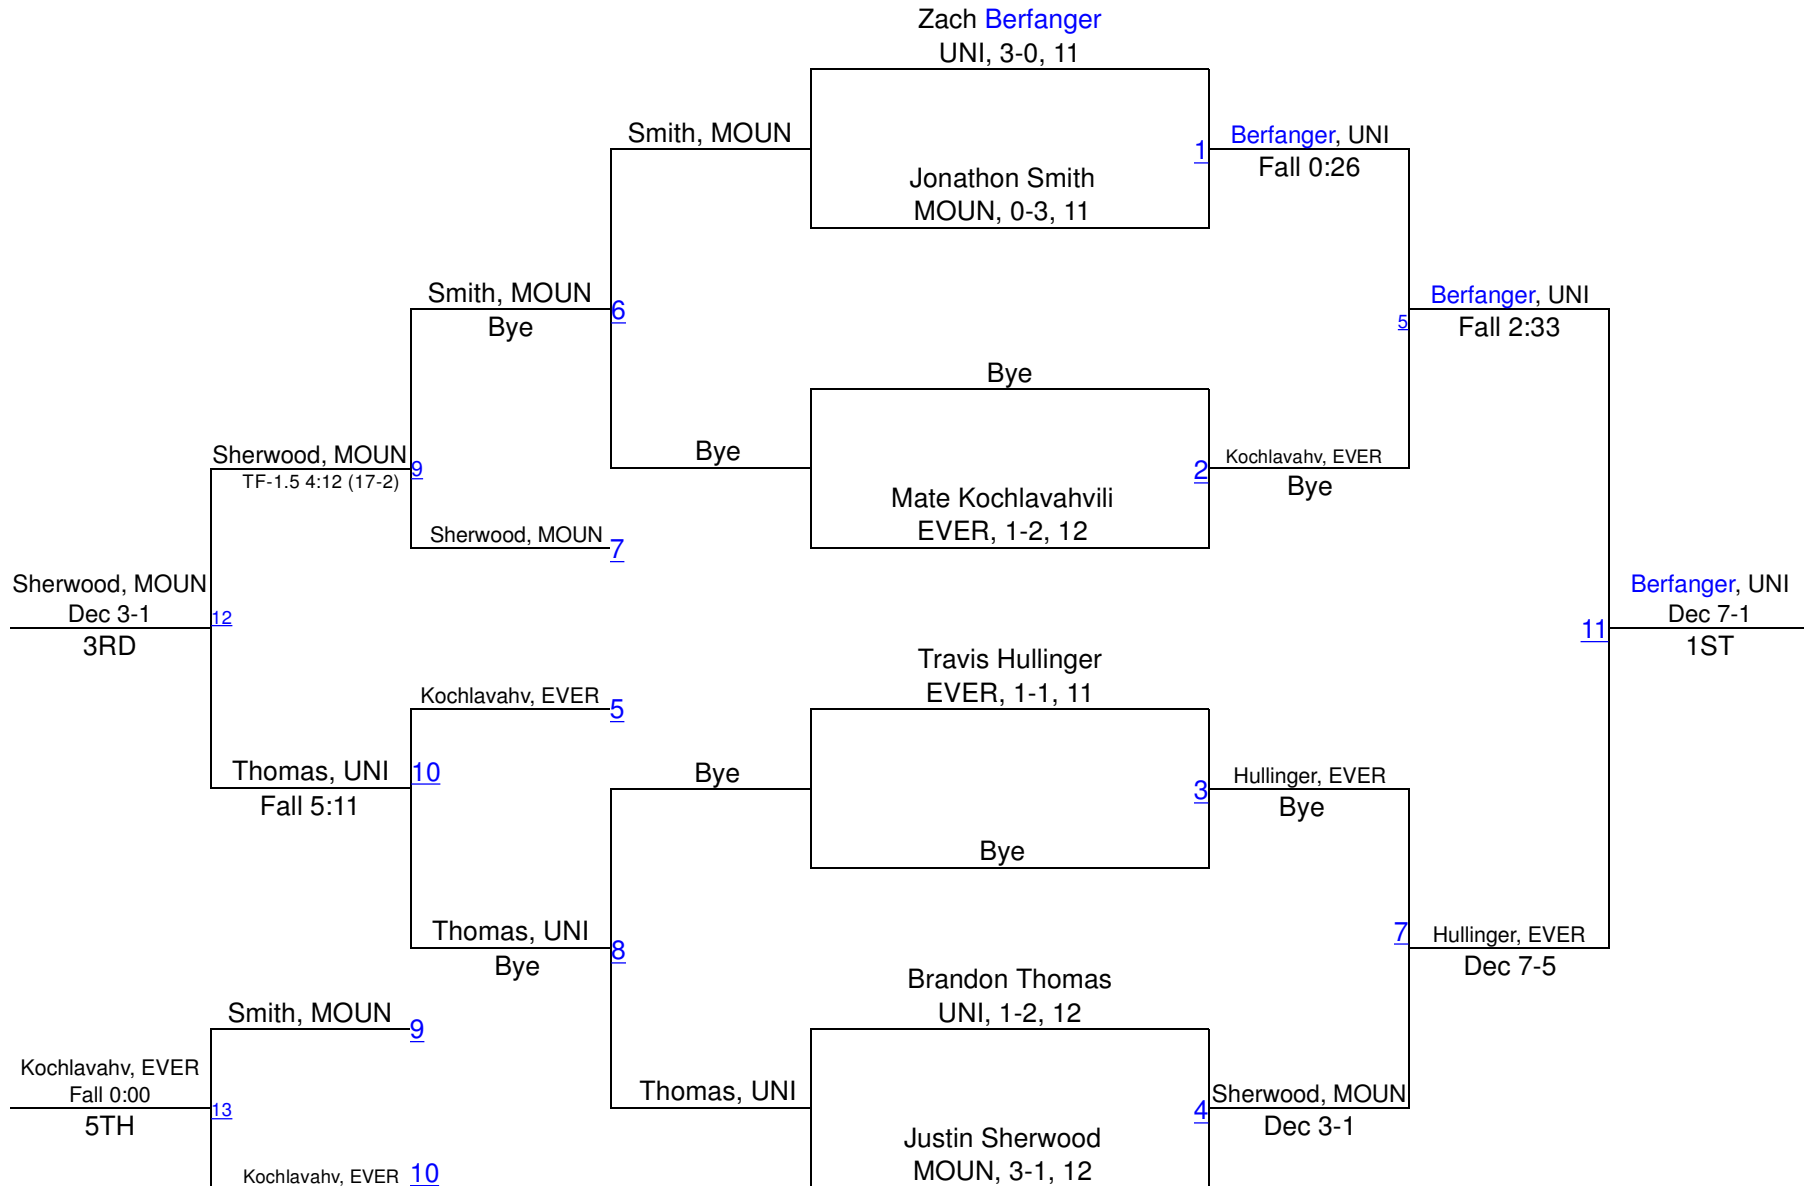 Zach Berfanger
UNI, 3-0, 11
Smith, MOUN
1
Berfanger, UNI
Fall 0:26
Jonathon Smith
MOUN, 0-3, 11
Smith, MOUN
Bye
6
Berfanger, UNI
Fall 2:33
5
Bye
Bye
Kochlavahv, EVER
Bye
2
Sherwood, MOUN
TF-1.5 4:12 (17-2)
9
Mate Kochlavahvili
EVER, 1-2, 12
Sherwood, MOUN
7
Sherwood, MOUN
Dec 3-1
3RD
12
Berfanger, UNI
Dec 7-1
1ST
11
Travis Hullinger
EVER, 1-1, 11
Kochlavahv, EVER
5
Thomas, UNI
Fall 5:11
10
Bye
3
Hullinger, EVER
Bye
Bye
Thomas, UNI
Bye
8
7
Hullinger, EVER
Dec 7-5
Brandon Thomas
UNI, 1-2, 12
Smith, MOUN
9
Kochlavahv, EVER
Fall 0:00
5TH
13
Thomas, UNI
4
Sherwood, MOUN
Dec 3-1
Justin Sherwood
MOUN, 3-1, 12
Kochlavahv, EVER
10